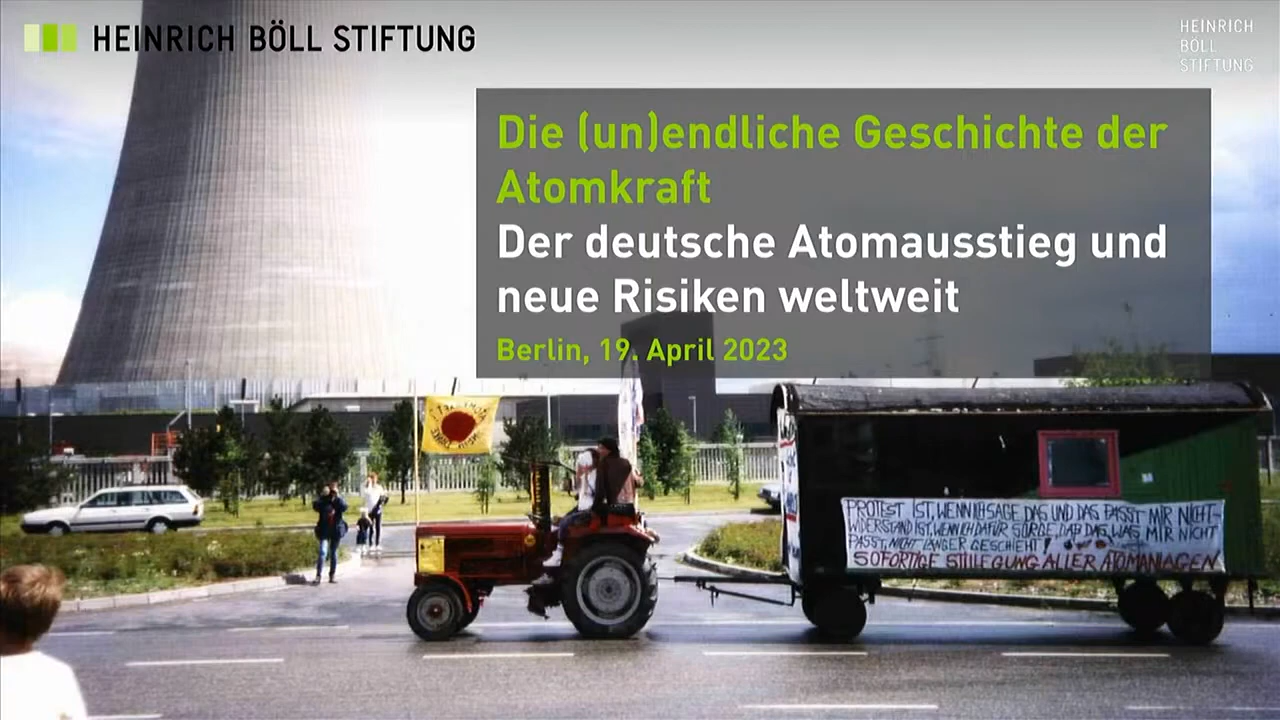 HEINRICH BÖLL STIFTUNG
HEINRICH
BÖLL
STIFTUNG
Die (un)endliche Geschichte der
Atomkraft
Der deutsche Atomausstieg und
neue Risiken weltweit
Berlin, 19. April 2023
PROTEST IST, WENN ICH SAGE DAS UND DAS PASST MIR NICHT-
WIDERSTAND IST, WENN ICH DAFÜR SORGE, DAß DAS, WAS MIR NICHT
PASST, NICHT LÄNGER GESCHIEHT!
SOFORTIGE STILLEGUNG ALLER ATOMANLAGEN